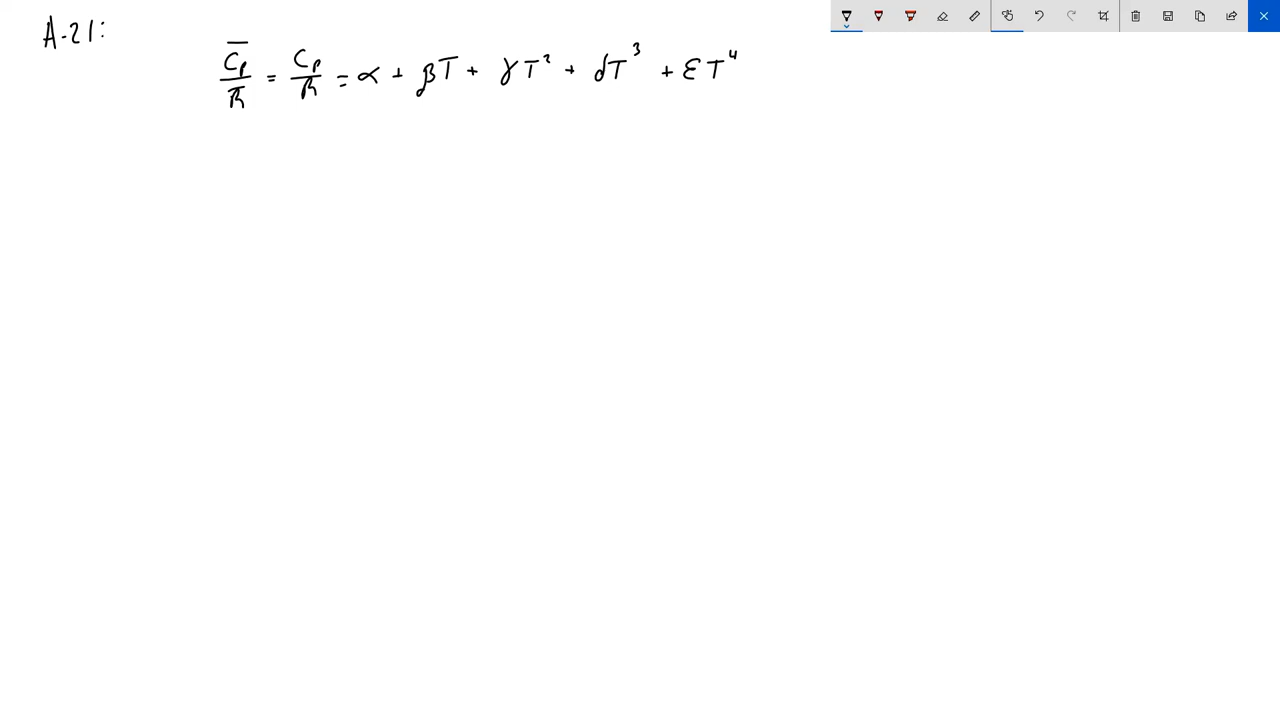 A-21:
C̅p/R̅ = Cp/R = α + βT + γT² + δT³ + εT⁴